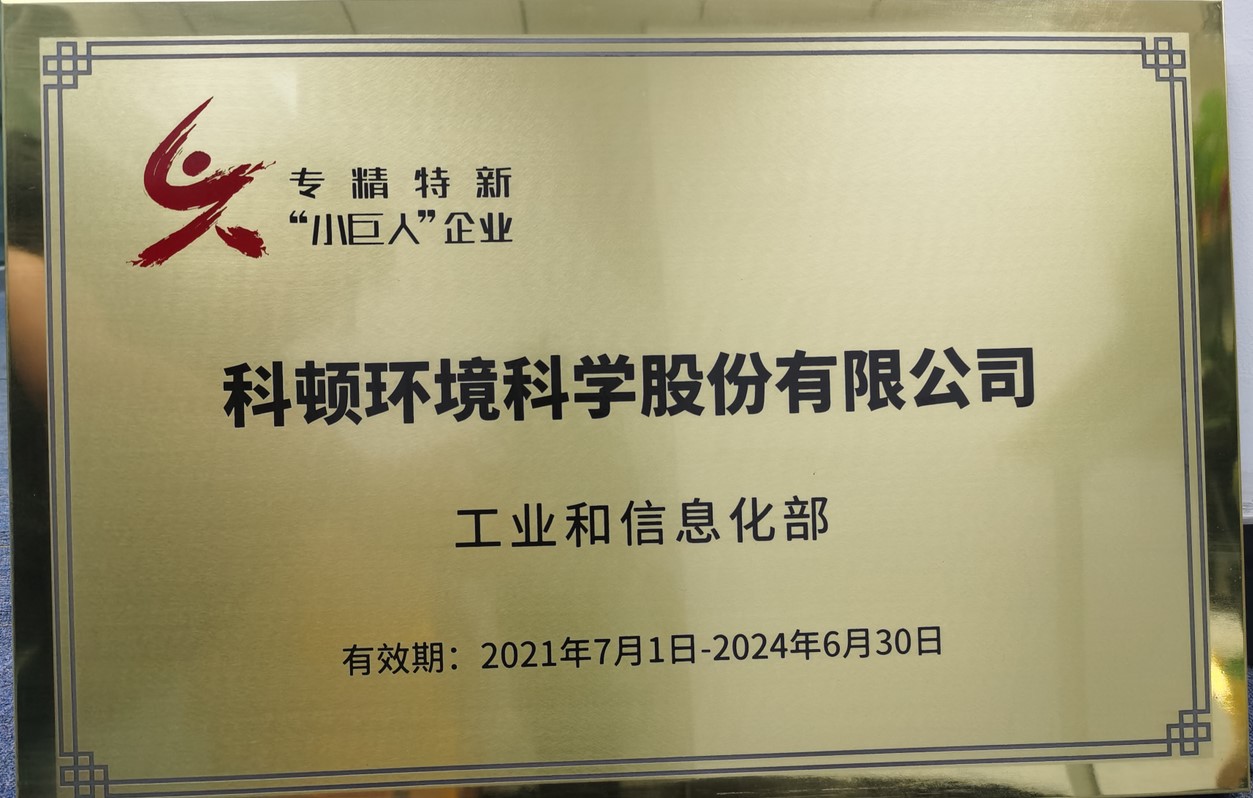 专精特新
“小巨人”企业
科顿环境科学股份有限公司
工业和信息化部
有效期：2021年7月1日-2024年6月30日